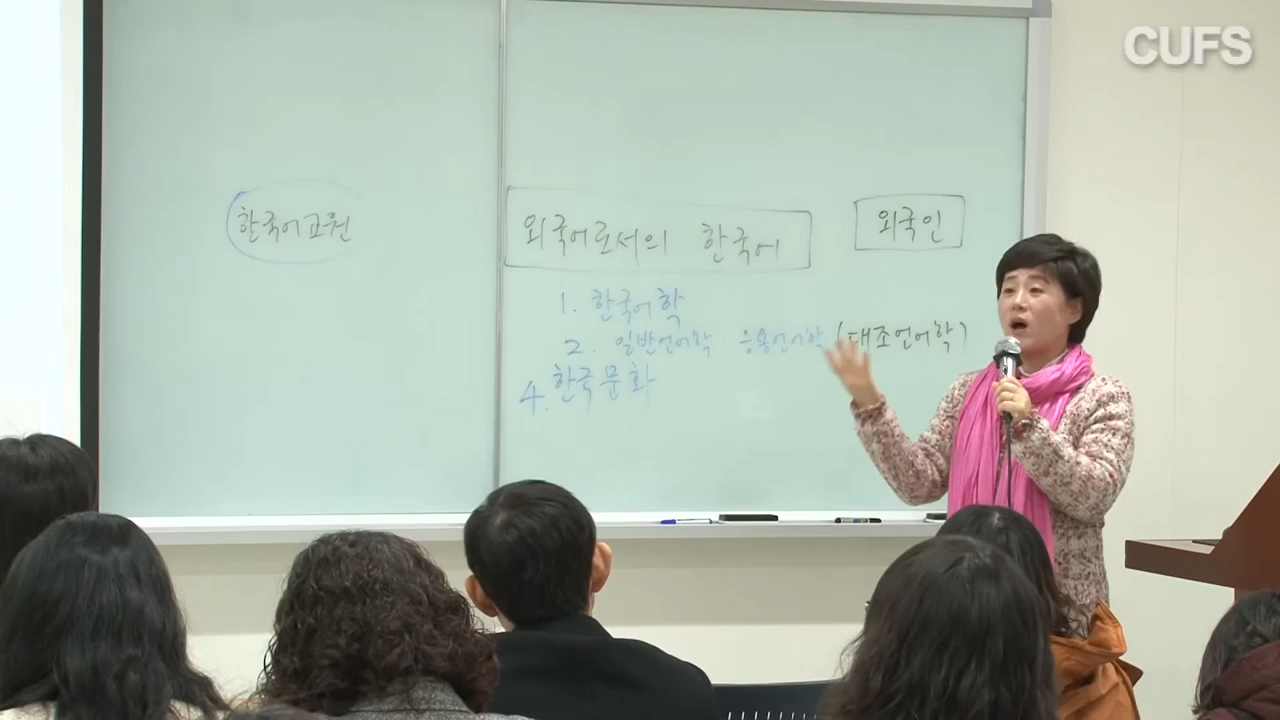 CUFS
한국어교원
외국어로서의 한국어
외국인
1. 한국어학
2. 일반언어학 · 응용언어학 (대조언어학)
4. 한국문화